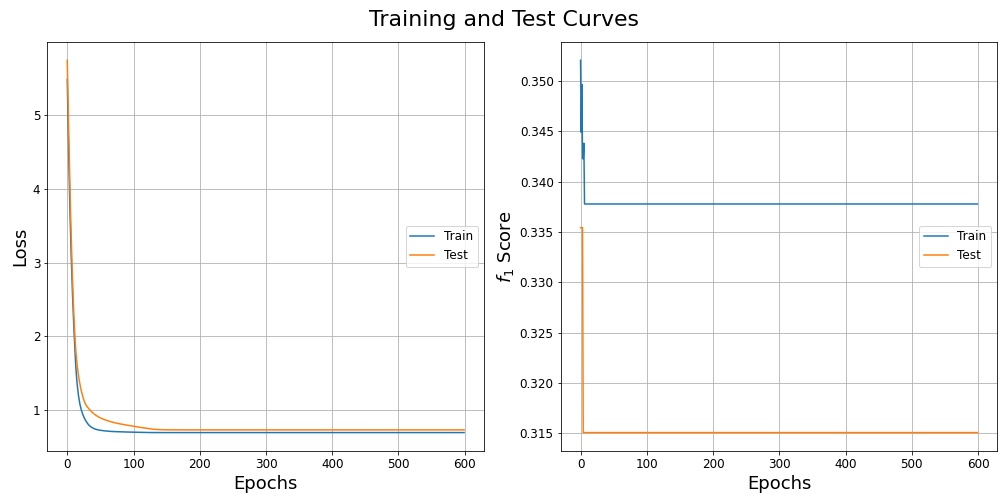 Training and Test Curves
Loss
5
4
3
2
1
0 100 200 300 400 500 600
Epochs
Train
Test
f1 Score
0.350
0.345
0.340
0.335
0.330
0.325
0.320
0.315
0 100 200 300 400 500 600
Epochs
Train
Test